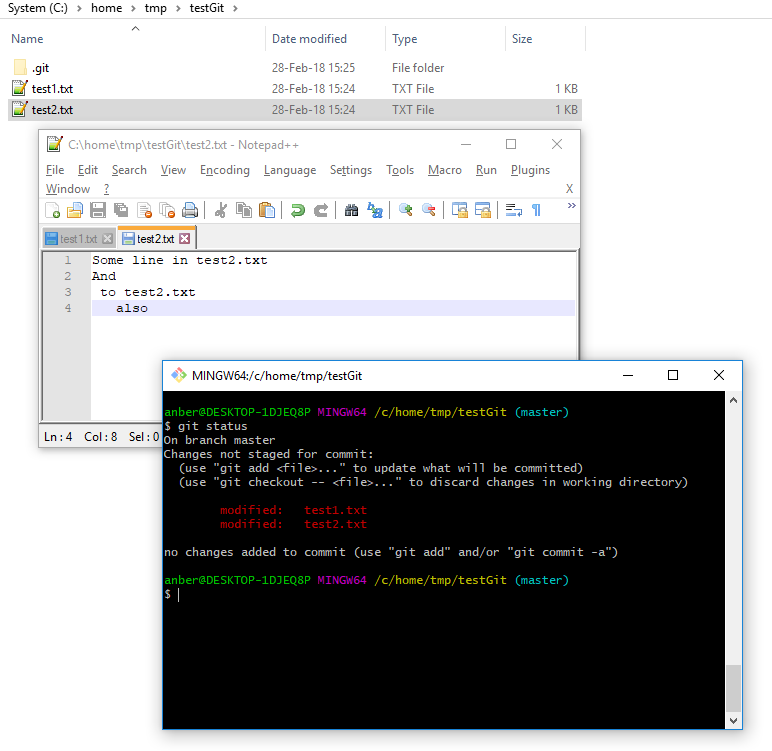 System (C:) > home > tmp > testGit >
Name Date modified Type Size
.git 28-Feb-18 15:25 File folder
test1.txt 28-Feb-18 15:24 TXT File 1 KB
test2.txt 28-Feb-18 15:24 TXT File 1 KB
C:\home\tmp\testGit\test2.txt - Notepad++
File Edit Search View Encoding Language Settings Tools Macro Run Plugins
Window ? X
test1.txt test2.txt
1 Some line in test2.txt
2 And
3  to test2.txt
4    also
Ln : 4 Col : 8 Sel : 0
MINGW64:/c/home/tmp/testGit
anber@DESKTOP-1DJEQ8P MINGW64 /c/home/tmp/testGit (master)
$ git status
On branch master
Changes not staged for commit:
  (use "git add <file>..." to update what will be committed)
  (use "git checkout -- <file>..." to discard changes in working directory)
        modified:   test1.txt
        modified:   test2.txt
no changes added to commit (use "git add" and/or "git commit -a")
anber@DESKTOP-1DJEQ8P MINGW64 /c/home/tmp/testGit (master)
$